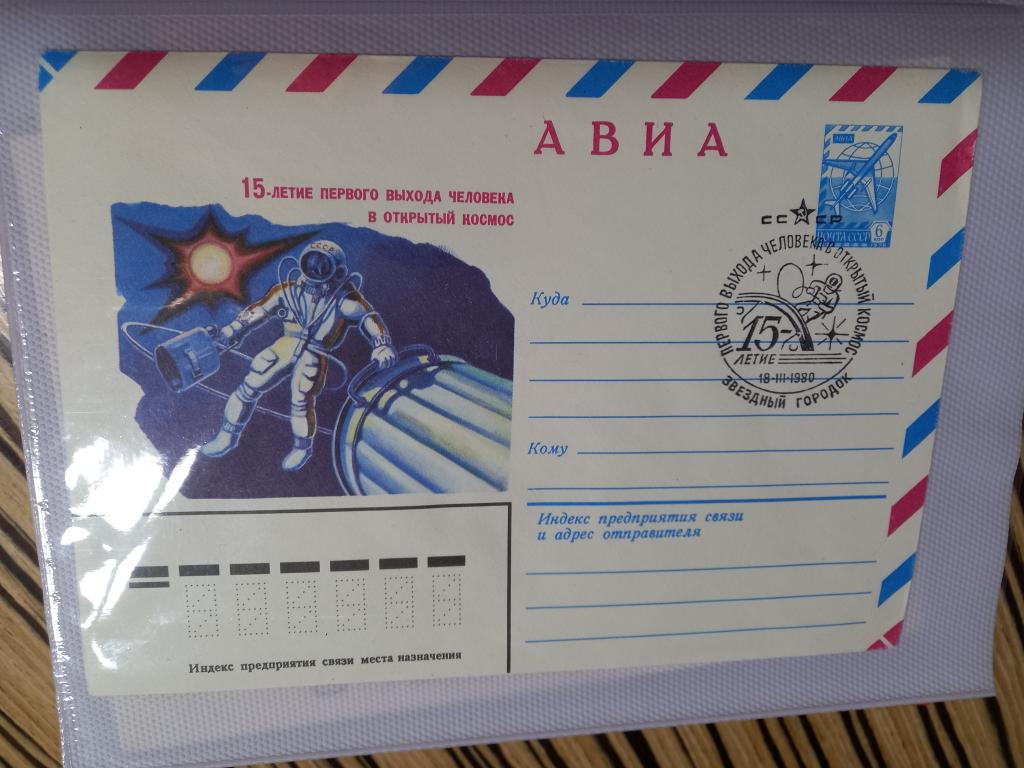 АВИА
15-ЛЕТИЕ ПЕРВОГО ВЫХОДА ЧЕЛОВЕКА
В ОТКРЫТЫЙ КОСМОС
СССР
АВИА
ПОЧТА СССР
6
КОП
СССР
ПЕРВОГО ВЫХОДА ЧЕЛОВЕКА В ОТКРЫТЫЙ КОСМОС
15-
ЛЕТИЕ
18-III-1980
ЗВЕЗДНЫЙ ГОРОДОК
Куда
Кому
Индекс предприятия связи
и адрес отправителя
Индекс предприятия связи места назначения